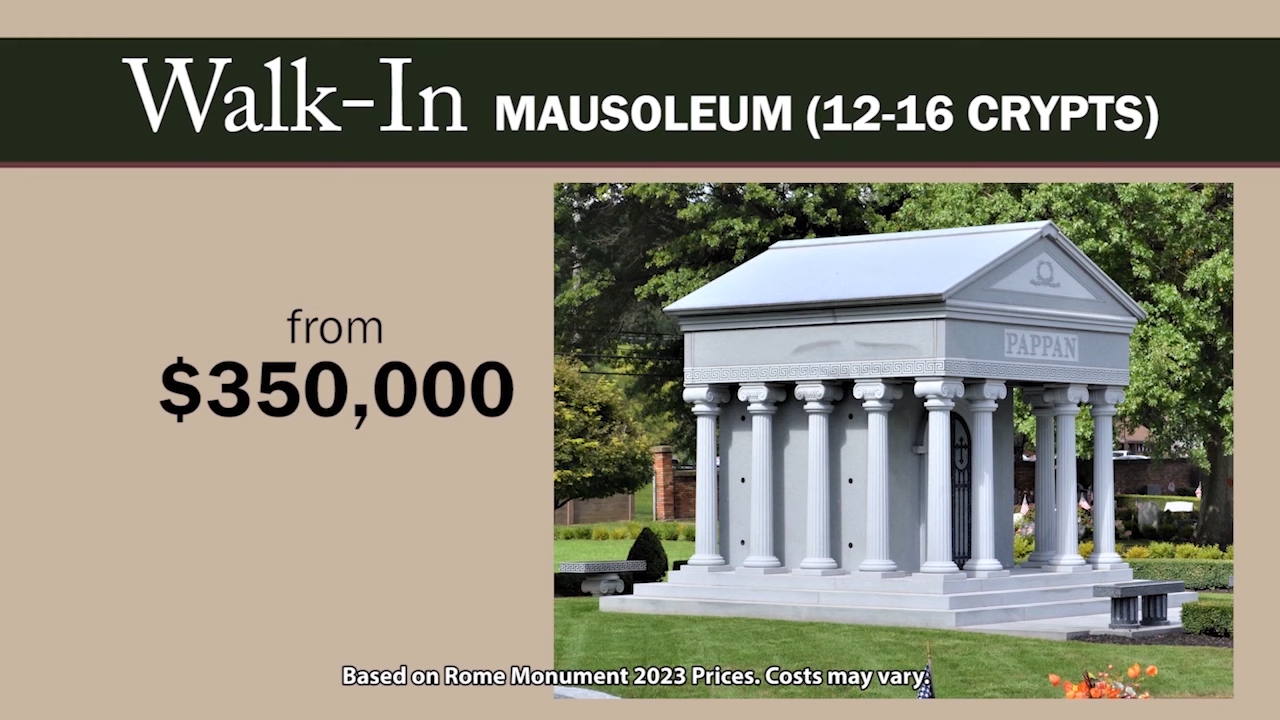 Walk-In MAUSOLEUM (12-16 CRYPTS)
from
$350,000
PAPPAN
Based on Rome Monument 2023 Prices. Costs may vary.